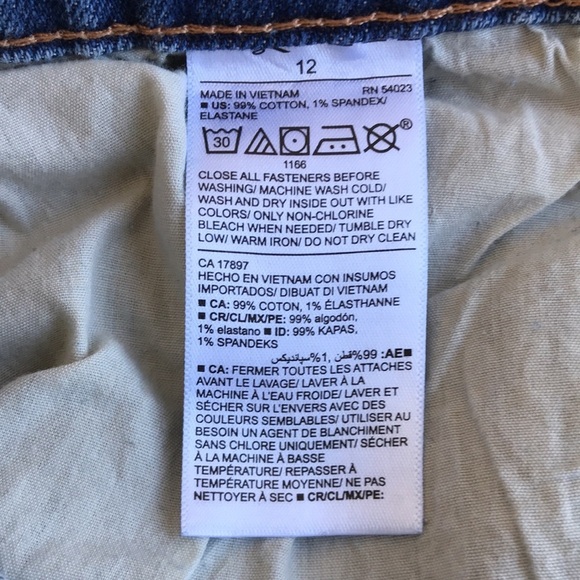 12
MADE IN VIETNAM RN 54023
■ US: 99% COTTON, 1% SPANDEX/
ELASTANE
30
®
1166
CLOSE ALL FASTENERS BEFORE
WASHING/ MACHINE WASH COLD/
WASH AND DRY INSIDE OUT WITH LIKE
COLORS/ ONLY NON-CHLORINE
BLEACH WHEN NEEDED/ TUMBLE DRY
LOW/ WARM IRON/ DO NOT DRY CLEAN
CA 17897
HECHO EN VIETNAM CON INSUMOS
IMPORTADOS/ DIBUAT DI VIETNAM
■ CA: 99% COTON, 1% ÉLASTHANNE
■ CR/CL/MX/PE: 99% algodón,
1% elastano ■ ID: 99% KAPAS,
1% SPANDEKS
■AE: 99%قطن, 1%سپاندیکس
■ CA: FERMER TOUTES LES ATTACHES
AVANT LE LAVAGE/ LAVER À LA
MACHINE À L'EAU FROIDE/ LAVER ET
SÉCHER SUR L'ENVERS AVEC DES
COULEURS SEMBLABLES/ UTILISER AU
BESOIN UN AGENT DE BLANCHIMENT
SANS CHLORE UNIQUEMENT/ SÉCHER
À LA MACHINE À BASSE
TEMPÉRATURE/ REPASSER À
TEMPÉRATURE MOYENNE/ NE PAS
NETTOYER À SEC ■ CR/CL/MX/PE: